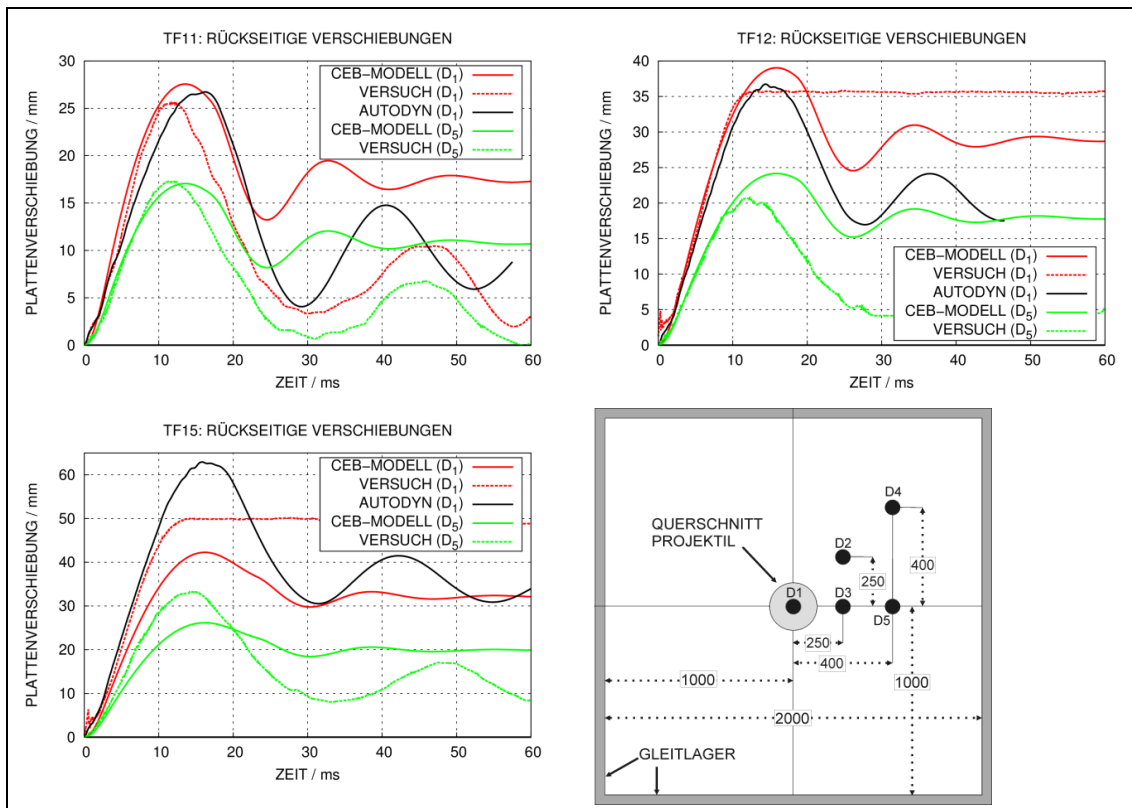 TF11: RÜCKSEITIGE VERSCHIEBUNGEN
PLATTENVERSCHIEBUNG / mm
30
25
20
15
10
5
0
CEB−MODELL (D1)
VERSUCH (D1)
AUTODYN (D1)
CEB−MODELL (D5)
VERSUCH (D5)
0 10 20 30 40 50 60
ZEIT / ms
TF12: RÜCKSEITIGE VERSCHIEBUNGEN
PLATTENVERSCHIEBUNG / mm
40
35
30
25
20
15
10
5
0
CEB−MODELL (D1)
VERSUCH (D1)
AUTODYN (D1)
CEB−MODELL (D5)
VERSUCH (D5)
0 10 20 30 40 50 60
ZEIT / ms
TF15: RÜCKSEITIGE VERSCHIEBUNGEN
PLATTENVERSCHIEBUNG / mm
60
50
40
30
20
10
0
CEB−MODELL (D1)
VERSUCH (D1)
AUTODYN (D1)
CEB−MODELL (D5)
VERSUCH (D5)
0 10 20 30 40 50 60
ZEIT / ms
D4
QUERSCHNITT
PROJEKTIL
D2
250
400
D1
D3
D5
250
400
1000
1000
2000
GLEITLAGER